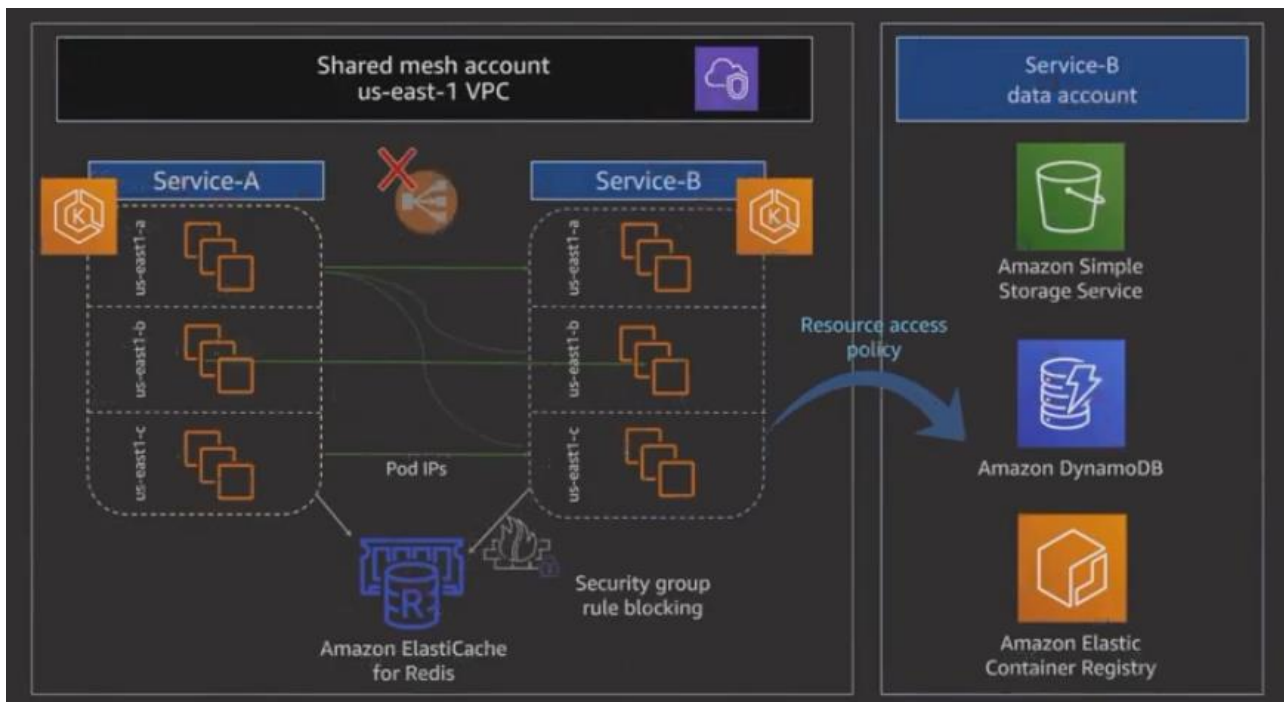 Shared mesh account
us-east-1 VPC
Service-B
data account
Service-A
Service-B
K
K
us-east1-a
us-east1-b
us-east1-c
us-east1-a
us-east1-b
us-east1-c
Pod IPs
Resource access
policy
Security group
rule blocking
R
Amazon ElastiCache
for Redis
Amazon Simple
Storage Service
Amazon DynamoDB
Amazon Elastic
Container Registry